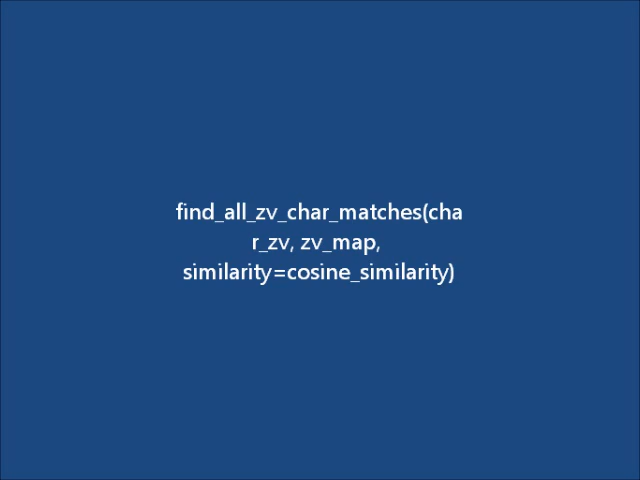 find_all_zv_char_matches(cha
r_zv, zv_map,
similarity=cosine_similarity)